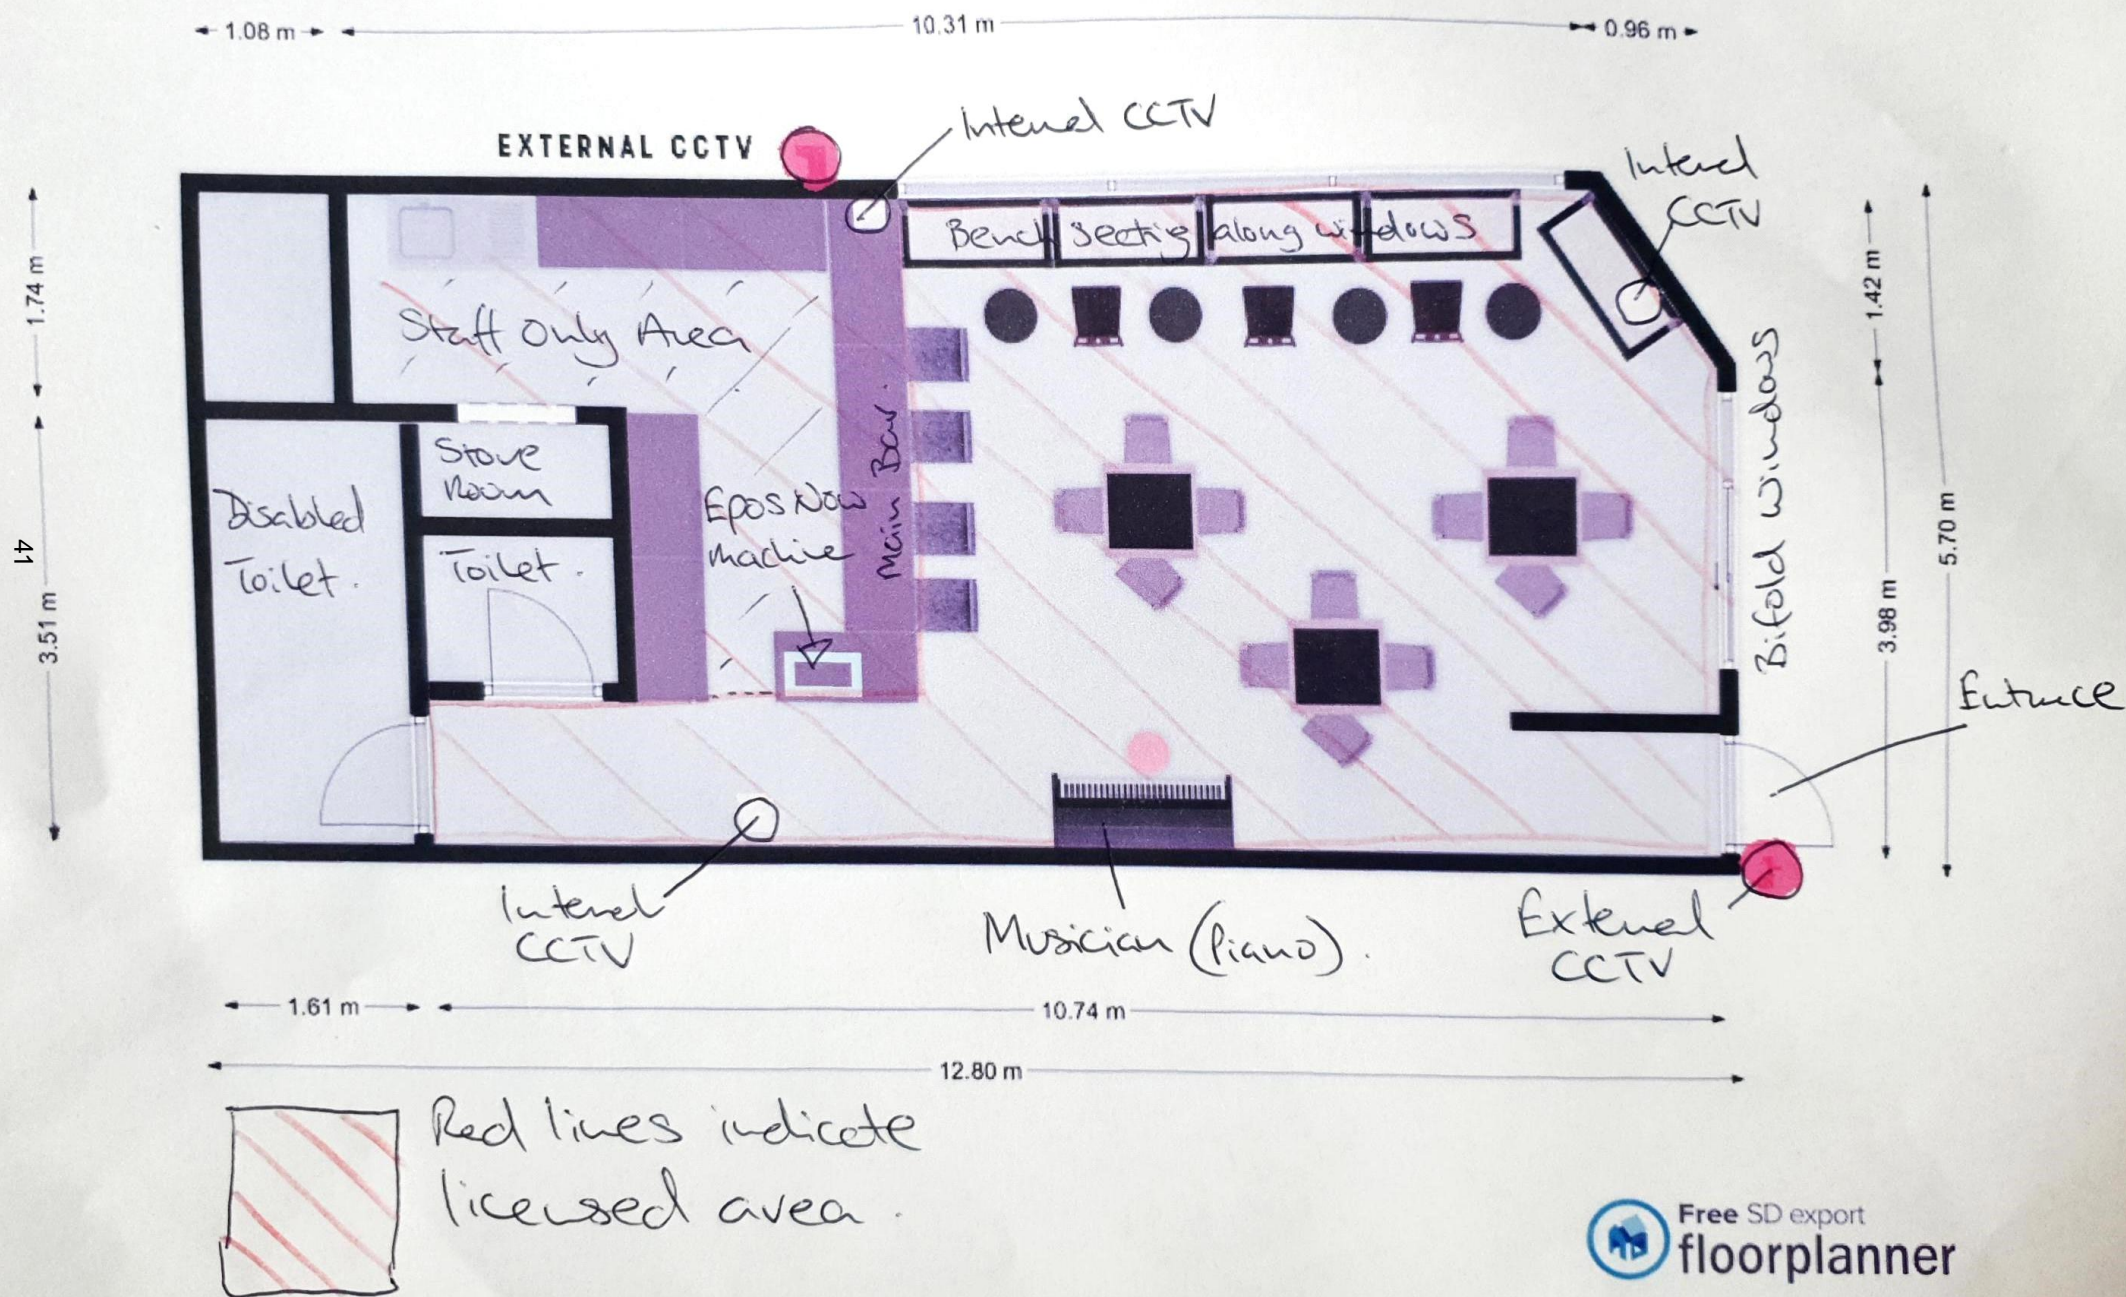 1.08 m
10.31 m
0.96 m
EXTERNAL CCTV
Internal CCTV
Internal
CCTV
Bench seating along windows
1.74 m
1.42 m
Staff Only Area
Main Bar.
Store
Room
Disabled
Toilet.
Toilet.
Epos Now
machine
Bifold windows
5.70 m
3.98 m
41
3.51 m
Entrance
Internal
CCTV
Musician (Piano).
External
CCTV
1.61 m
10.74 m
12.80 m
Red lines indicate
licensed area.
Free SD export
floorplanner